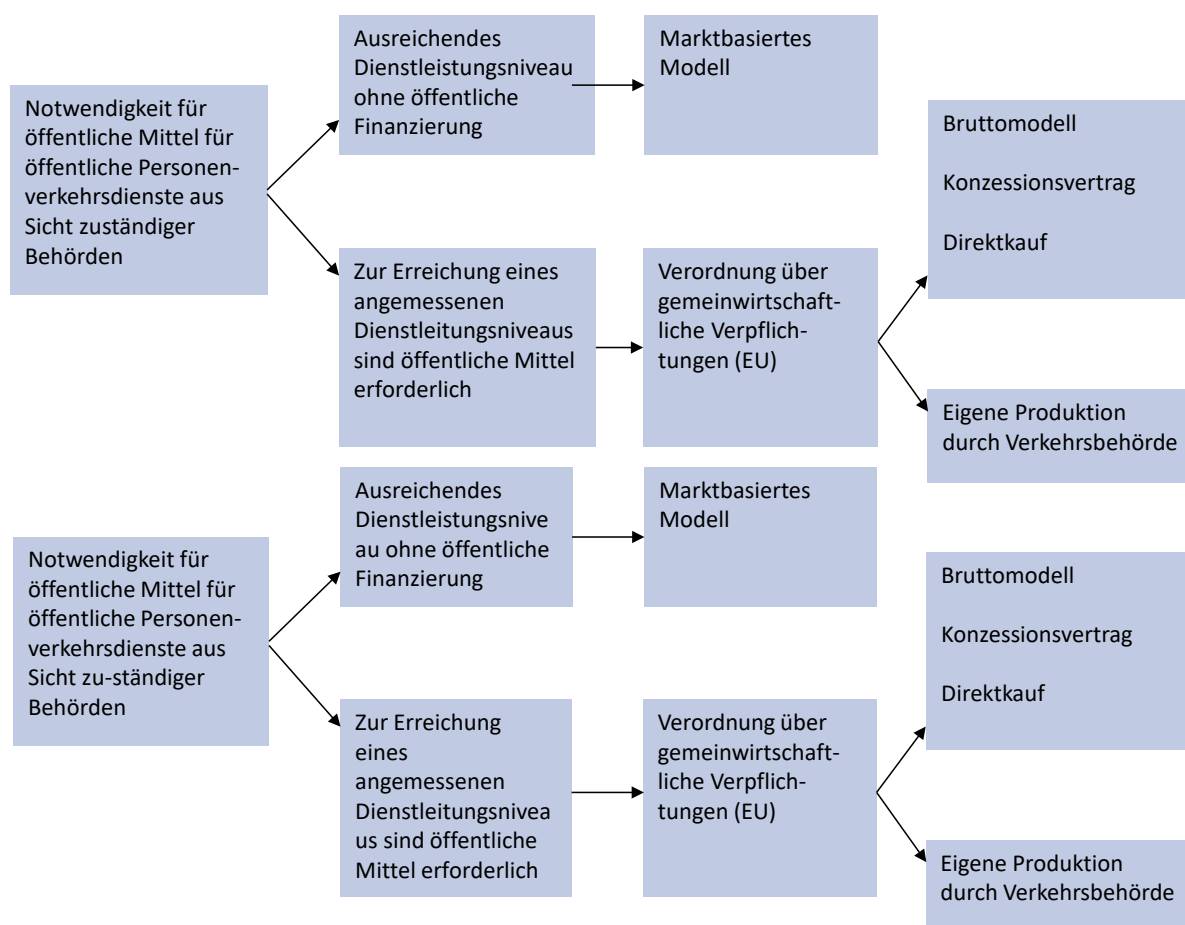 Notwendigkeit für
öffentliche Mittel für
öffentliche Personen-
verkehrsdienste aus
Sicht zuständiger
Behörden
Ausreichendes
Dienstleistungsniveau
ohne öffentliche
Finanzierung
Marktbasiertes
Modell
Zur Erreichung eines
angemessenen
Dienstleitungsniveaus
sind öffentliche Mittel
erforderlich
Verordnung über
gemeinwirtschaft-
liche Verpflich-
tungen (EU)
Bruttomodell
Konzessionsvertrag
Direktkauf
Eigene Produktion
durch Verkehrsbehörde
Notwendigkeit für
öffentliche Mittel für
öffentliche Personen-
verkehrsdienste aus
Sicht zu-ständiger
Behörden
Ausreichendes
Dienstleistungsnive
au ohne öffentliche
Finanzierung
Marktbasiertes
Modell
Zur Erreichung
eines
angemessenen
Dienstleitungsnivea
us sind öffentliche
Mittel erforderlich
Verordnung über
gemeinwirtschaft-
liche Verpflich-
tungen (EU)
Bruttomodell
Konzessionsvertrag
Direktkauf
Eigene Produktion
durch Verkehrsbehörde